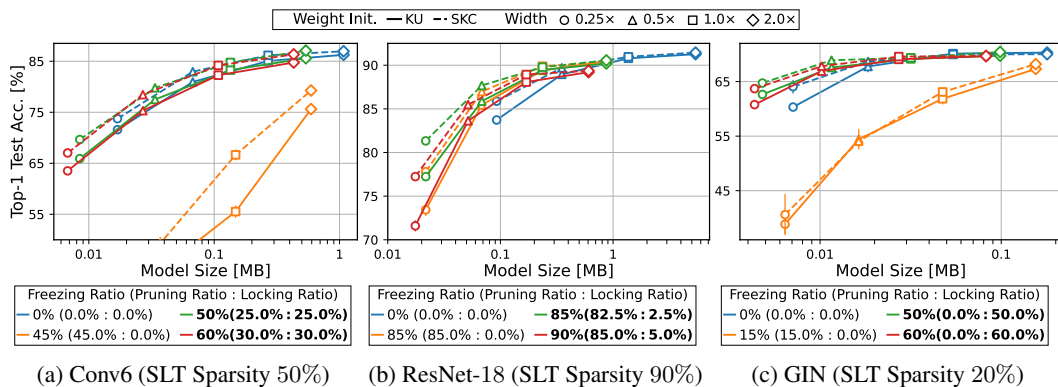 Weight Init. KU SKC Width 0.25× 0.5× 1.0× 2.0×
Top-1 Test Acc. [%]
85
75
65
55
0.01 0.1 1
Model Size [MB]
90
85
80
75
70
0.01 0.1 1
Model Size [MB]
65
55
45
0.01 0.1
Model Size [MB]
Freezing Ratio (Pruning Ratio : Locking Ratio)
0% (0.0% : 0.0%) 50%(25.0% : 25.0%)
45% (45.0% : 0.0%) 60%(30.0% : 30.0%)
Freezing Ratio (Pruning Ratio : Locking Ratio)
0% (0.0% : 0.0%) 85%(82.5% : 2.5%)
85% (85.0% : 0.0%) 90%(85.0% : 5.0%)
Freezing Ratio (Pruning Ratio : Locking Ratio)
0% (0.0% : 0.0%) 50%(0.0% : 50.0%)
15% (15.0% : 0.0%) 60%(0.0% : 60.0%)
(a) Conv6 (SLT Sparsity 50%) (b) ResNet-18 (SLT Sparsity 90%) (c) GIN (SLT Sparsity 20%)